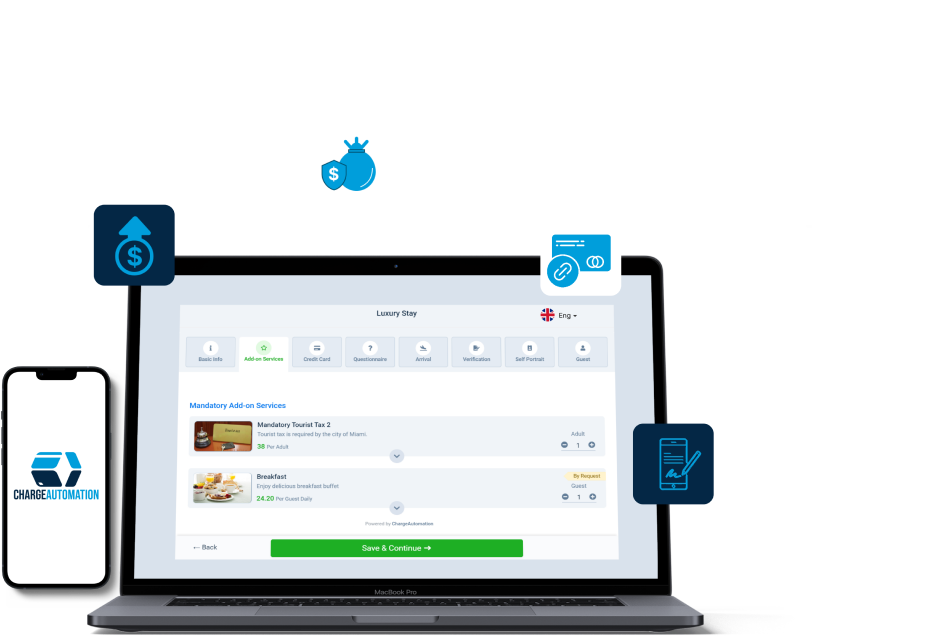 $
$
Luxury Stay
Eng
Basic Info
Add-on Services
Credit Card
Questionnaire
Arrival
Verification
Self Portrait
Guest
Mandatory Add-on Services
Mandatory Tourist Tax 2
Tourist tax is required by the city of Miami.
38 Per Adult
Adult
1
Breakfast
Enjoy delicious breakfast buffet
24.20 Per Guest Daily
By Request
Guest
1
Powered by ChargeAutomation
← Back
Save & Continue →
CHARGEAUTOMATION
MacBook Pro